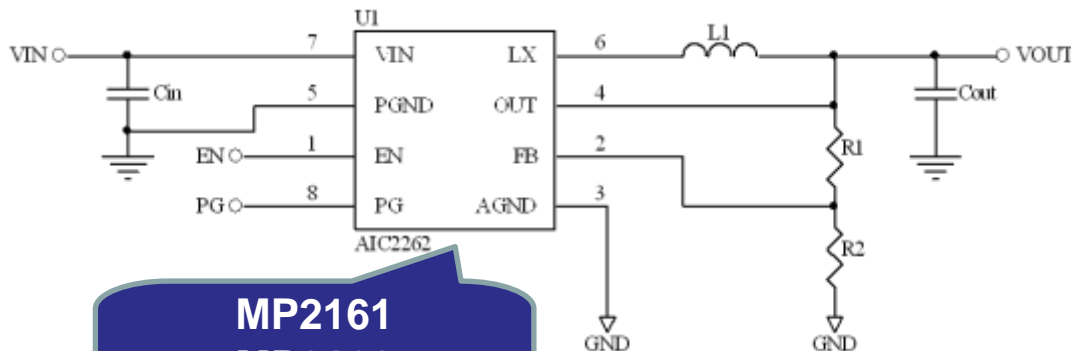 U1
VIN
7
VIN
LX
6
L1
VOUT
Cin
5
PGND
OUT
4
Cout
EN
1
EN
FB
2
R1
PG
8
PG
AGND
3
AIC2262
R2
MP2161
GND
GND